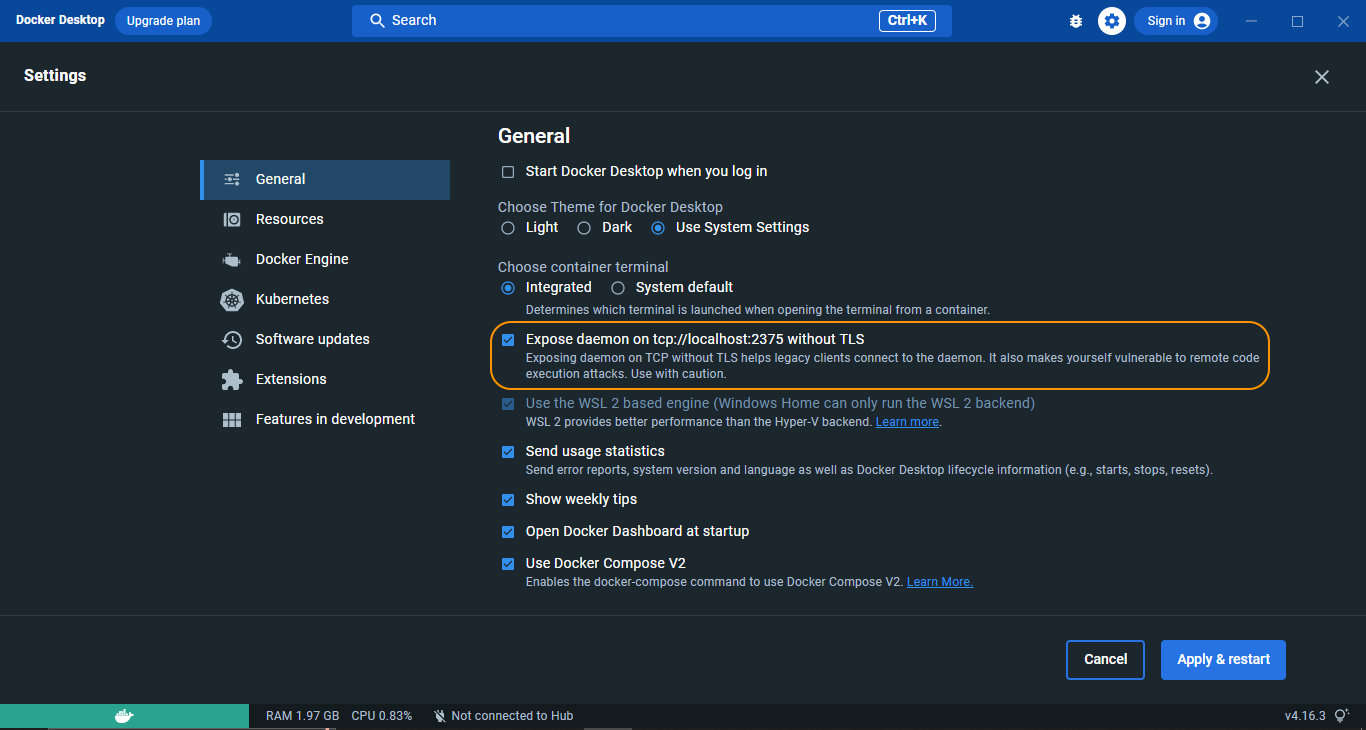 Docker Desktop
Upgrade plan
Search
Ctrl+K
Sign in
Settings
General
Resources
Docker Engine
Kubernetes
Software updates
Extensions
Features in development
General
Start Docker Desktop when you log in
Choose Theme for Docker Desktop
Light Dark Use System Settings
Choose container terminal
Integrated System default
Determines which terminal is launched when opening the terminal from a container.
Expose daemon on tcp://localhost:2375 without TLS
Exposing daemon on TCP without TLS helps legacy clients connect to the daemon. It also makes yourself vulnerable to remote code
execution attacks. Use with caution.
Use the WSL 2 based engine (Windows Home can only run the WSL 2 backend)
WSL 2 provides better performance than the Hyper-V backend. Learn more.
Send usage statistics
Send error reports, system version and language as well as Docker Desktop lifecycle information (e.g., starts, stops, resets).
Show weekly tips
Open Docker Dashboard at startup
Use Docker Compose V2
Enables the docker-compose command to use Docker Compose V2. Learn More.
Cancel
Apply & restart
RAM 1.97 GB CPU 0.83% Not connected to Hub
v4.16.3